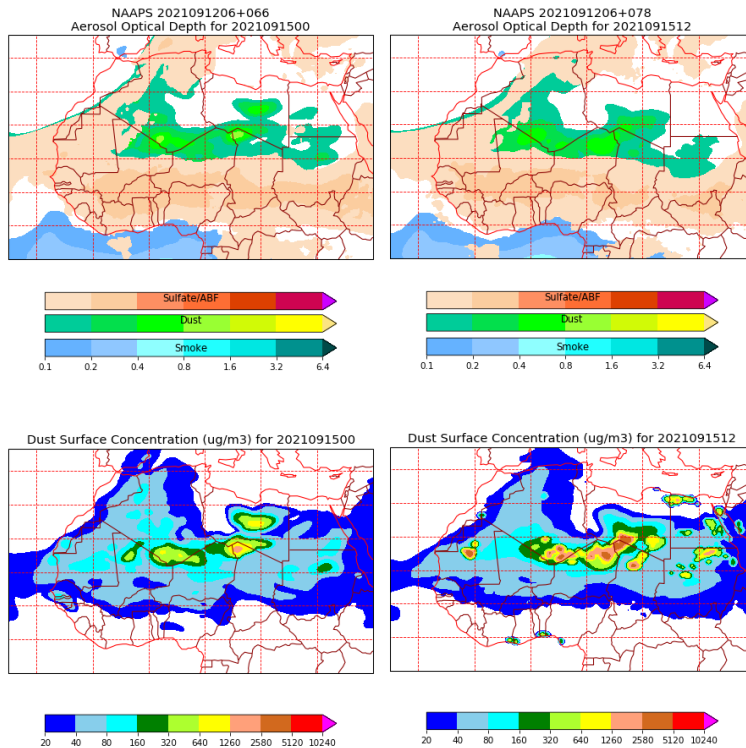 NAAPS 2021091206+066
Aerosol Optical Depth for 2021091500
NAAPS 2021091206+078
Aerosol Optical Depth for 2021091512
Sulfate/ABF
Dust
Smoke
0.1 0.2 0.4 0.8 1.6 3.2 6.4
Sulfate/ABF
Dust
Smoke
0.1 0.2 0.4 0.8 1.6 3.2 6.4
Dust Surface Concentration (ug/m3) for 2021091500
Dust Surface Concentration (ug/m3) for 2021091512
20 40 80 160 320 640 1260 2580 5120 10240
20 40 80 160 320 640 1260 2580 5120 10240